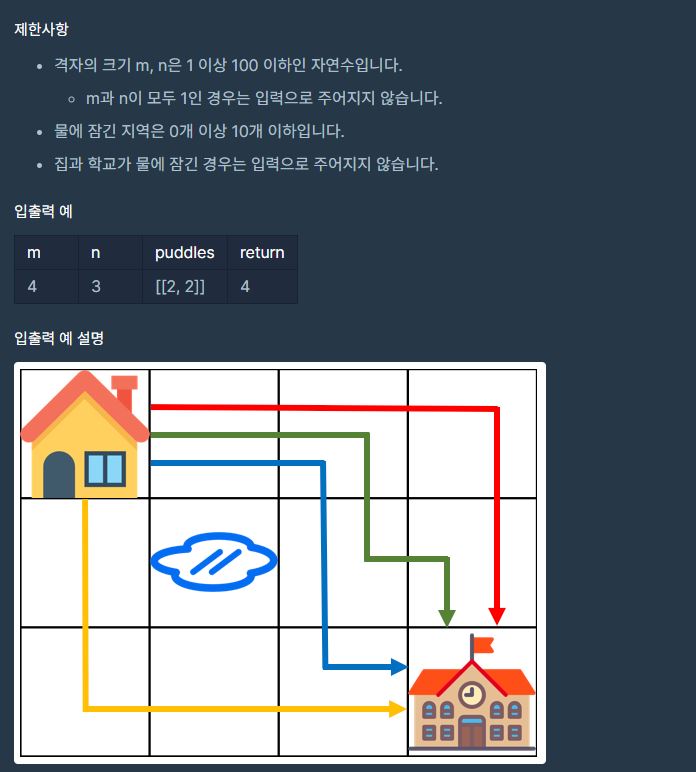 제한사항
격자의 크기 m, n은 1 이상 100 이하인 자연수입니다.
m과 n이 모두 1인 경우는 입력으로 주어지지 않습니다.
물에 잠긴 지역은 0개 이상 10개 이하입니다.
집과 학교가 물에 잠긴 경우는 입력으로 주어지지 않습니다.
입출력 예
m n puddles return
4 3 [[2, 2]] 4
입출력 예 설명